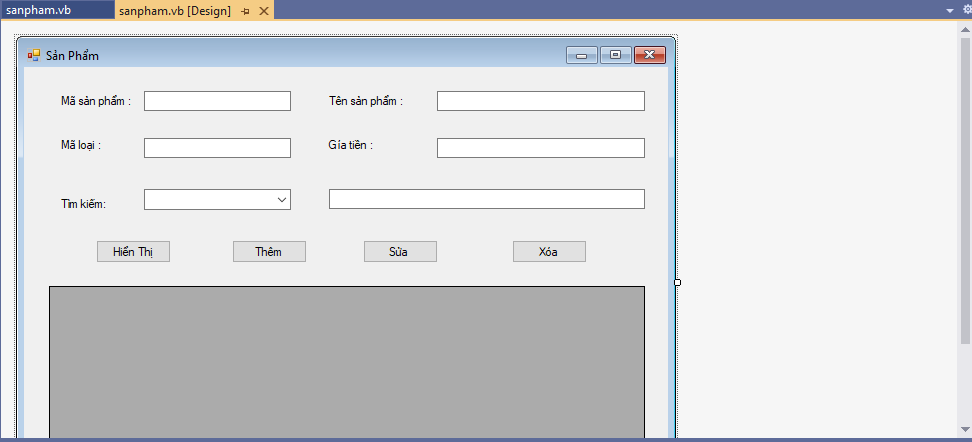 sanpham.vb
sanpham.vb [Design]
Sản Phẩm
Mã sản phẩm :
Tên sản phẩm :
Mã loại :
Gía tiền :
Tìm kiếm:
Hiển Thị
Thêm
Sửa
Xóa